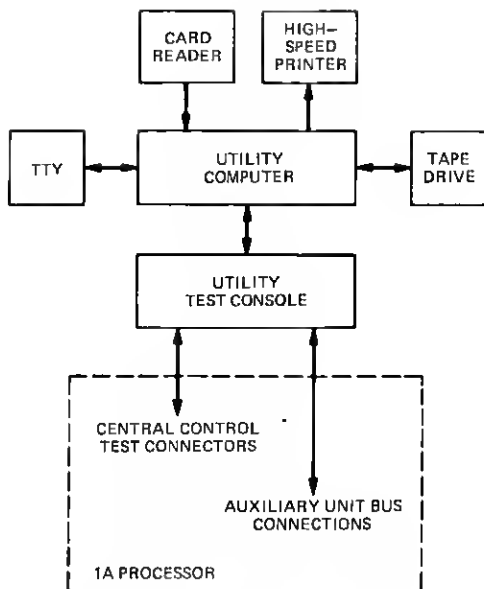 CARD
READER
HIGH-
SPEED
PRINTER
TTY
UTILITY
COMPUTER
TAPE
DRIVE
UTILITY
TEST CONSOLE
CENTRAL CONTROL
TEST CONNECTORS
AUXILIARY UNIT BUS
CONNECTIONS
1A PROCESSOR